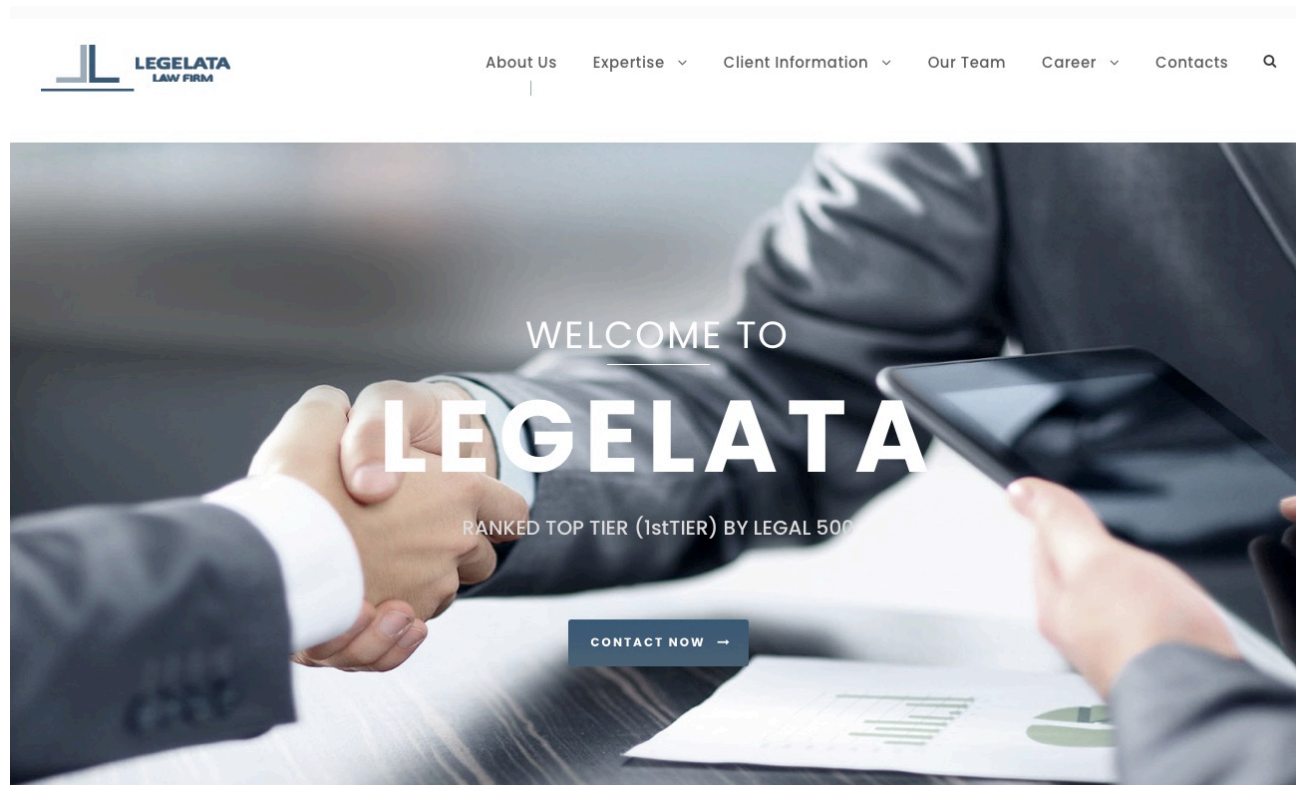 LEGELATA
LAW FIRM
About Us Expertise Client Information Our Team Career Contacts
WELCOME TO
LEGELATA
RANKED TOP TIER (1stTIER) BY LEGAL 500
CONTACT NOW →